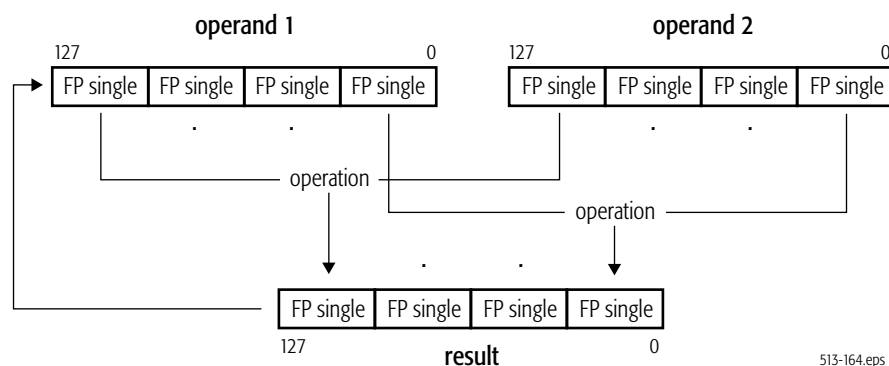 operand 1 operand 2
127 0 127 0
FP single FP single FP single FP single FP single FP single FP single FP single
. . . .
operation
operation
. .
FP single FP single FP single FP single
127 0
result
513-164.eps